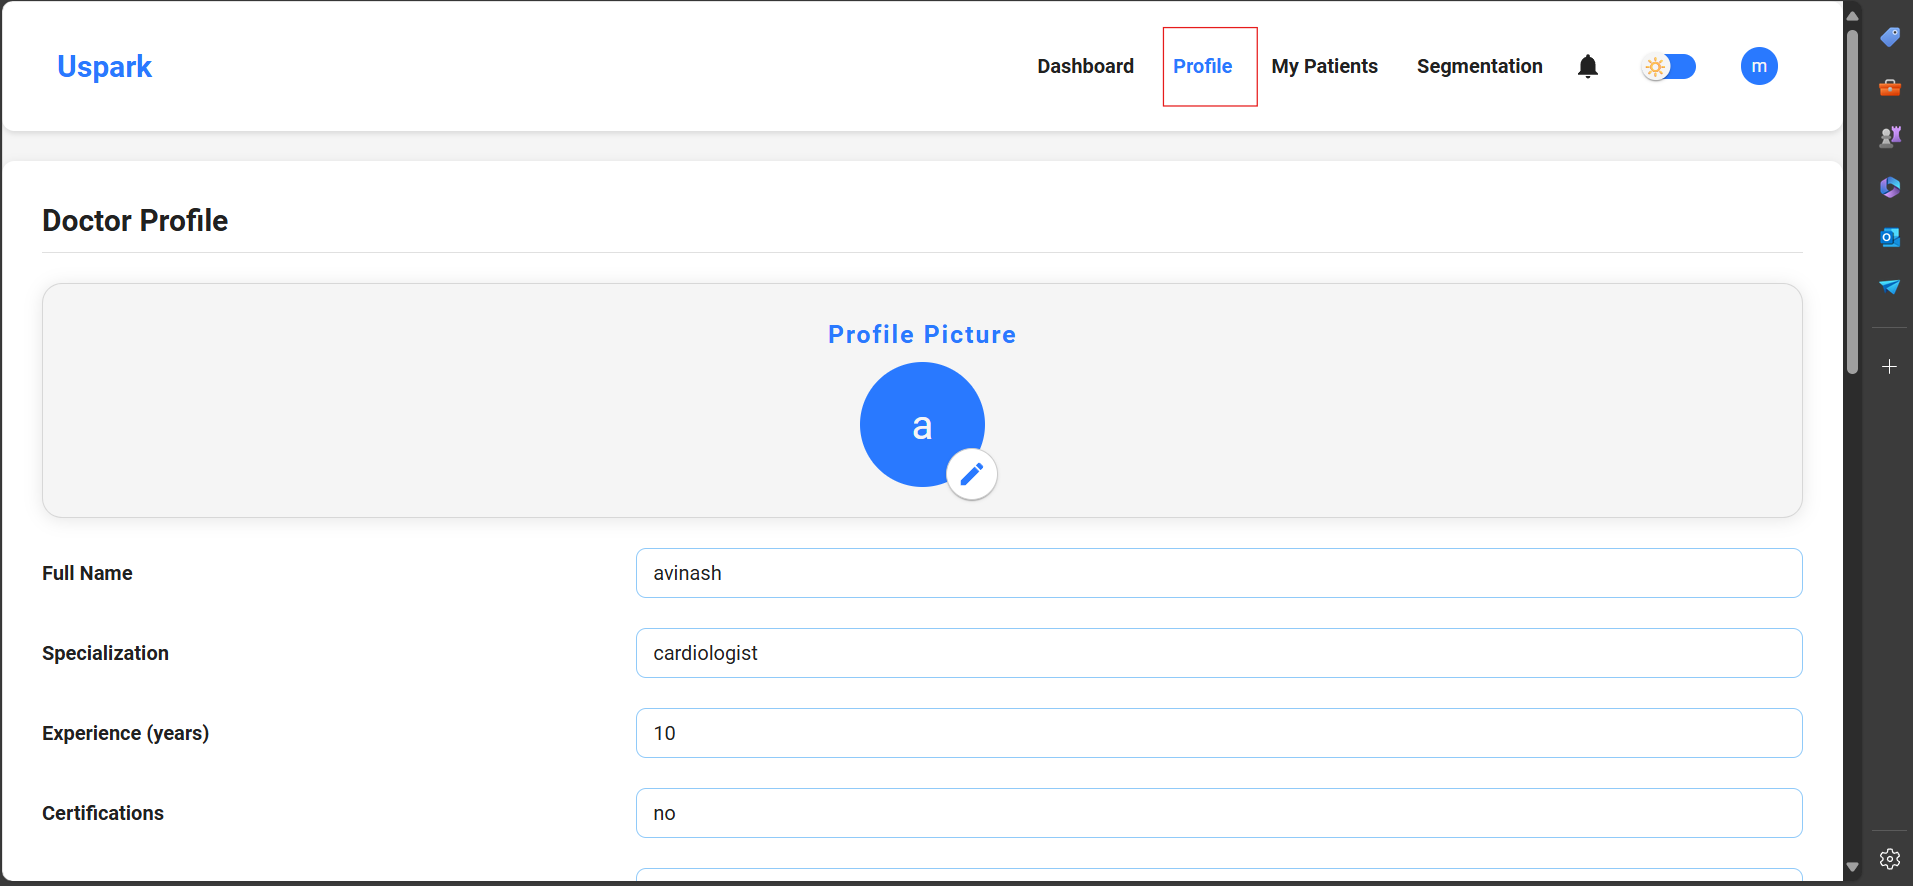 Uspark
Dashboard Profile My Patients Segmentation m
Doctor Profile
Profile Picture
a
Full Name avinash
Specialization cardiologist
Experience (years) 10
Certifications no